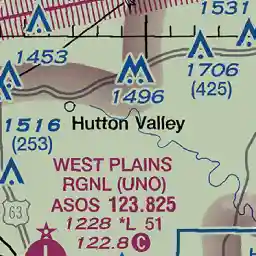 1531
1453
1706
(425)
1496
1516
(253)
Hutton Valley
WEST PLAINS
RGNL (UNO)
ASOS 123.825
1228 *L 51
122.8 C
63
L